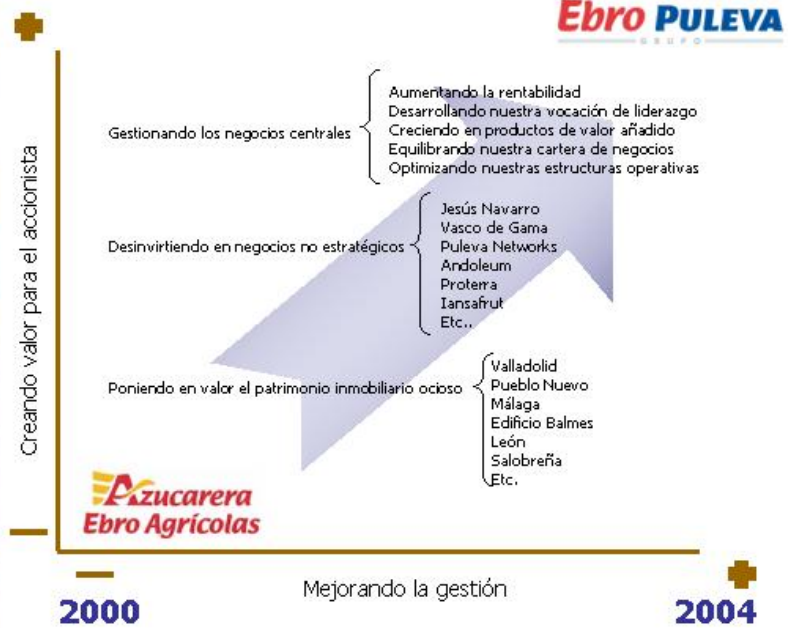 Ebro PULEVA
GRUPO
Creando valor para el accionista
Gestionando los negocios centrales
Aumentando la rentabilidad
Desarrollando nuestra vocación de liderazgo
Creciendo en productos de valor añadido
Equilibrando nuestra cartera de negocios
Optimizando nuestras estructuras operativas
Desinvirtiendo en negocios no estratégicos
Jesús Navarro
Vasco de Gama
Puleva Networks
Andoleum
Proterra
Iansafrut
Etc..
Poniendo en valor el patrimonio inmobiliario ocioso
Valladolid
Pueblo Nuevo
Málaga
Edificio Balmes
León
Salobreña
Etc.
Azucarera
Ebro Agrícolas
Mejorando la gestión
2000
2004